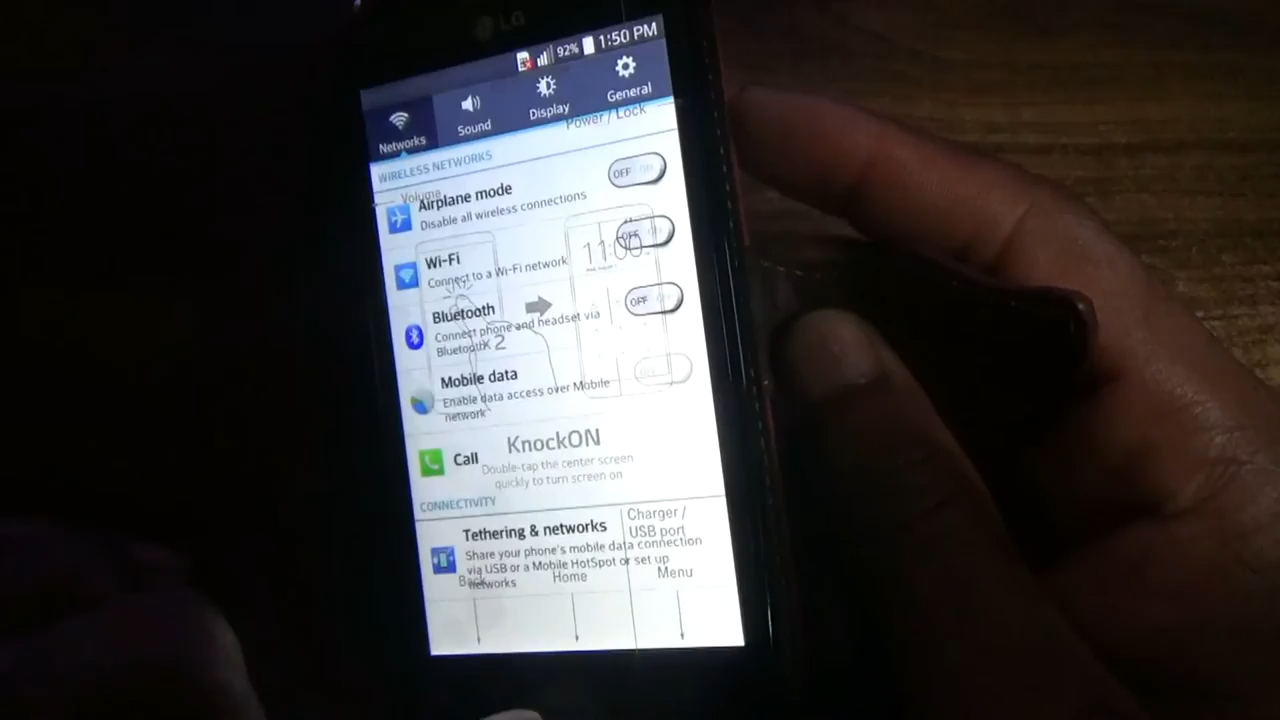 LG
92% 1:50 PM
Networks Sound Display General
Power / Lock
WIRELESS NETWORKS
Volume
Airplane mode OFF
Disable all wireless connections
Wi-Fi OFF
11:00
Connect to a Wi-Fi network
Bluetooth OFF
Connect phone and headset via
Bluetooth
X 2
Mobile data
Enable data access over Mobile
network
Call
KnockON
Double-tap the center screen
quickly to turn screen on
CONNECTIVITY
Tethering & networks
Charger /
USB port
Share your phone's mobile data connection
via USB or a Mobile HotSpot or set up
networks
Back Home Menu